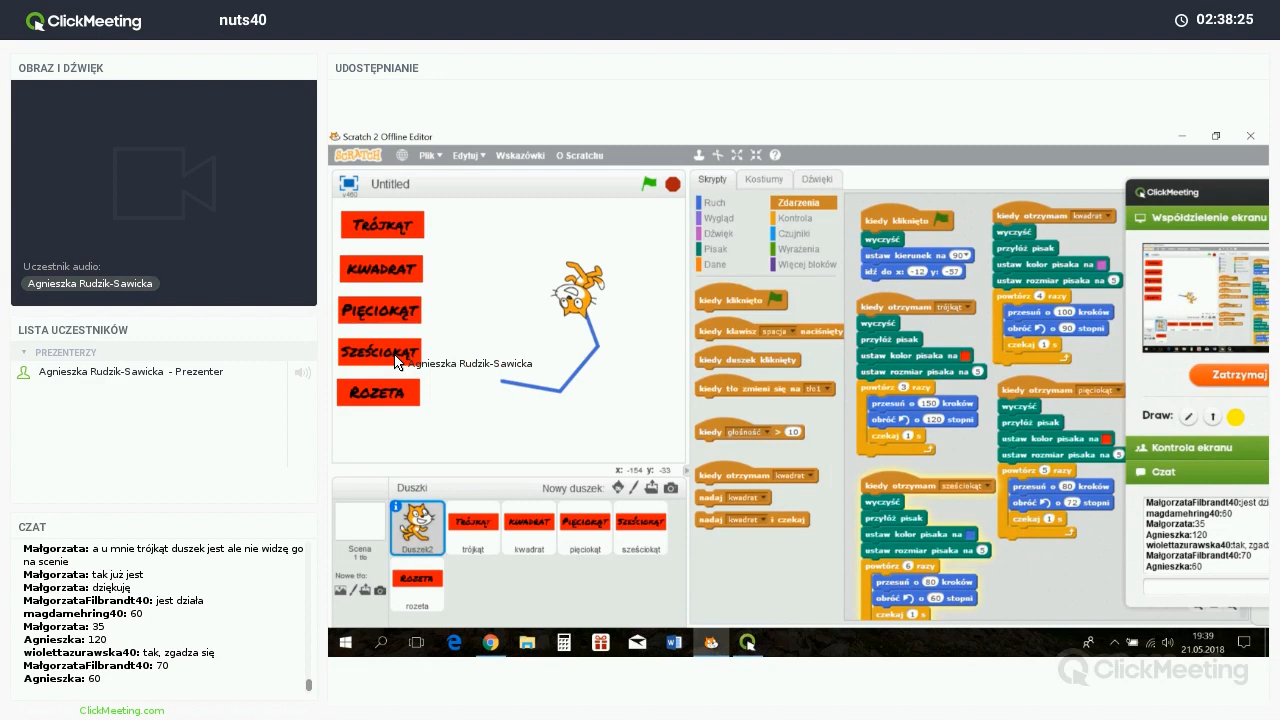 ClickMeeting
nuts40
02:38:25
OBRAZ I DŹWIĘK
Uczestnik audio:
Agnieszka Rudzik-Sawicka
LISTA UCZESTNIKÓW
PREZENTERZY
Agnieszka Rudzik-Sawicka - Prezenter
CZAT
Małgorzata: a u mnie trójkąt duszek jest ale nie widzę go
na scenie
Małgorzata: tak już jest
Małgorzata: dziękuję
MałgorzataFilbrandt40: jest działa
magdamehring40: 60
Małgorzata: 35
Agnieszka: 120
wiolettazurawska40: tak, zgadza się
MałgorzataFilbrandt40: 70
Agnieszka: 60
ClickMeeting.com
UDOSTĘPNIANIE
Scratch 2 Offline Editor
SCRATCH
Plik
Edytuj
Wskazówki
O Scratchu
Untitled
v460
TRÓJKĄT
KWADRAT
PIĘCIOKĄT
SZEŚCIOKĄT
Agnieszka Rudzik-Sawicka
ROZETA
x: -154 y: -33
Duszki
Nowy duszek:
Scena
1 tło
Nowe tło:
Duszek2
TRÓJKĄT
trójkąt
KWADRAT
kwadrat
PIĘCIOKĄT
pięciokąt
SZEŚCIOKĄT
sześciokąt
ROZETA
rozeta
Skrypty
Kostiumy
Dźwięki
Ruch
Wygląd
Dźwięk
Pisak
Dane
Zdarzenia
Kontrola
Czujniki
Wyrażenia
Więcej bloków
kiedy kliknięto
kiedy klawisz spacja naciśnięty
kiedy duszek kliknięty
kiedy tło zmieni się na tło1
kiedy głośność > 10
kiedy otrzymam kwadrat
nadaj kwadrat
nadaj kwadrat i czekaj
kiedy kliknięto
wyczyść
ustaw kierunek na 90
idź do x: -12 y: -57
kiedy otrzymam trójkąt
wyczyść
przyłóż pisak
ustaw kolor pisaka na
ustaw rozmiar pisaka na 5
powtórz 3 razy
przesuń o 150 kroków
obróć o 120 stopni
czekaj 1 s
kiedy otrzymam sześciokąt
wyczyść
przyłóż pisak
ustaw kolor pisaka na
ustaw rozmiar pisaka na 5
powtórz 6 razy
przesuń o 80 kroków
obróć o 60 stopni
czekaj 1 s
kiedy otrzymam kwadrat
wyczyść
przyłóż pisak
ustaw kolor pisaka na
ustaw rozmiar pisaka na 5
powtórz 4 razy
przesuń o 100 kroków
obróć o 90 stopni
czekaj 1 s
kiedy otrzymam pięciokąt
wyczyść
przyłóż pisak
ustaw kolor pisaka na
ustaw rozmiar pisaka na 5
powtórz 5 razy
przesuń o 80 kroków
obróć o 72 stopni
czekaj 1 s
ClickMeeting
Współdzielenie ekranu
Zatrzymaj
Draw:
Kontrola ekranu
Czat
MałgorzataFilbrandt40:jest dzi
magdamehring40:60
Małgorzata:35
Agnieszka:120
wiolettazurawska40:tak, zgad
MałgorzataFilbrandt40:70
Agnieszka:60
19:39
21.05.2018
ClickMeeting